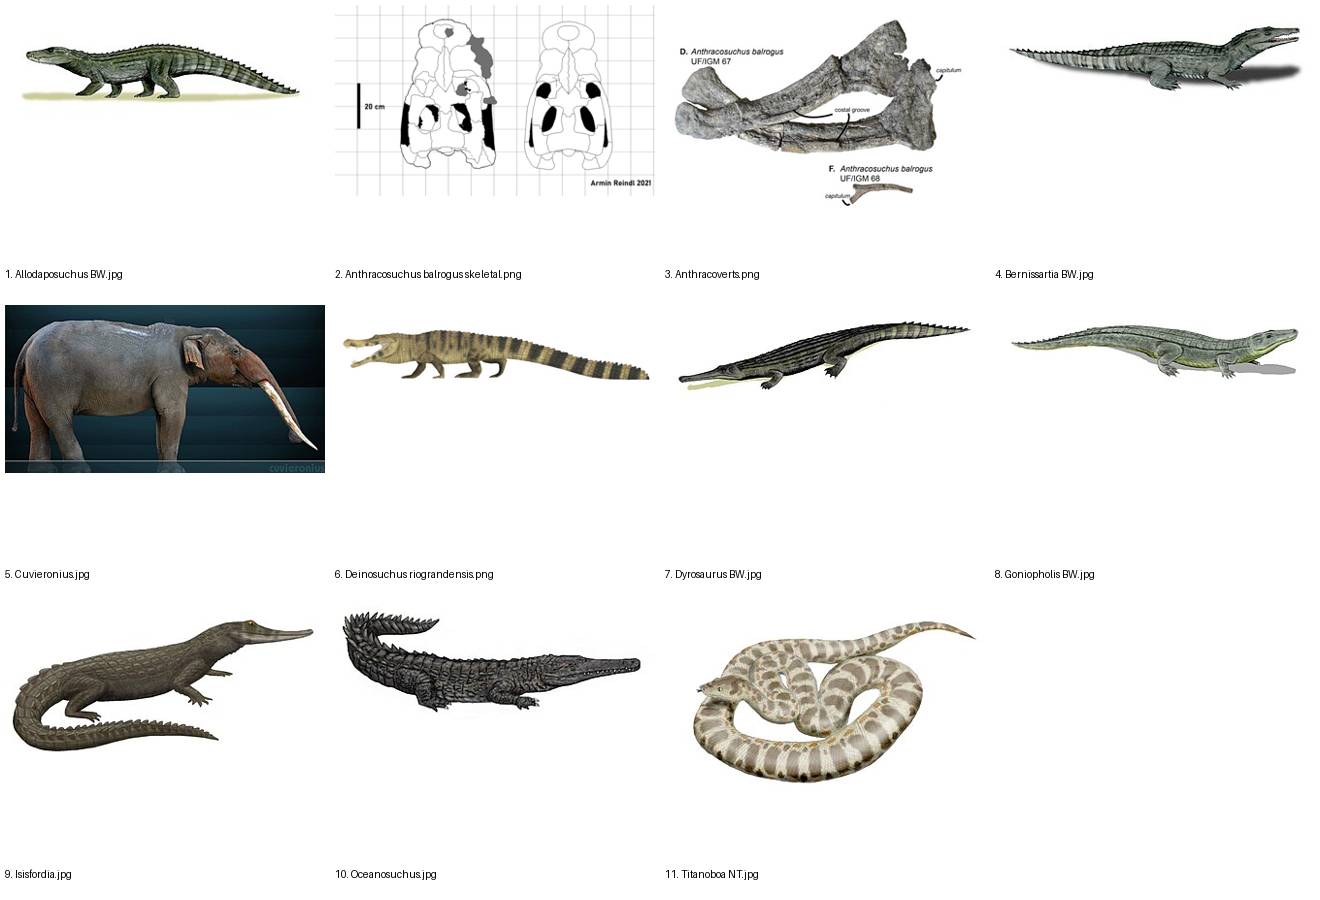 20 cm
Armin Reindl 2021
D. Anthracosuchus balrogus
UF/IGM 67
capitulum
costal groove
F. Anthracosuchus balrogus
UF/IGM 68
capitulum
1. Allodaposuchus BW.jpg
2. Anthracosuchus balrogus skeletal.png
3. Anthracoverts.png
4. Bernissartia BW.jpg
cuvieronius
5. Cuvieronius.jpg
6. Deinosuchus riograndensis.png
7. Dyrosaurus BW.jpg
8. Goniopholis BW.jpg
9. Isisfordia.jpg
10. Oceanosuchus.jpg
11. Titanoboa NT.jpg